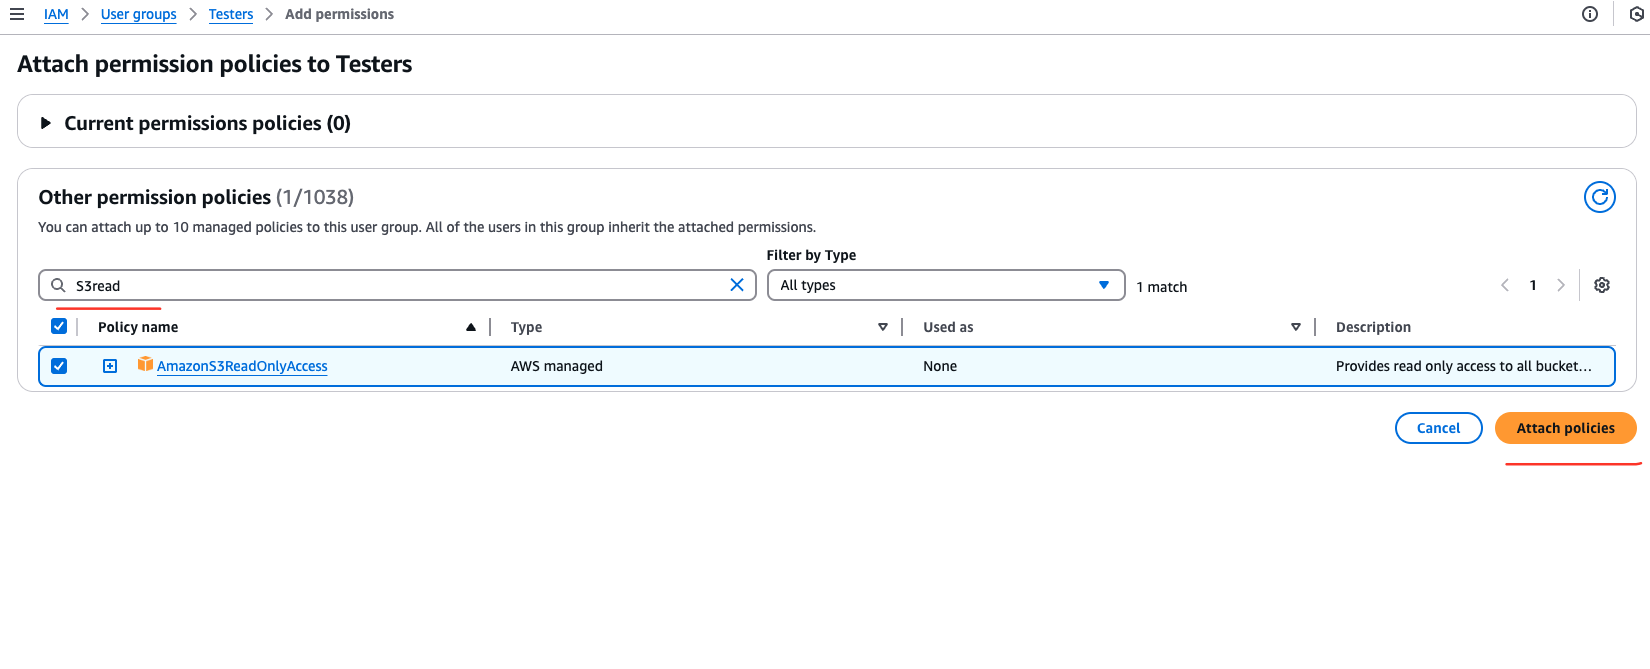 IAM > User groups > Testers > Add permissions
Attach permission policies to Testers
Current permissions policies (0)
Other permission policies (1/1038)
You can attach up to 10 managed policies to this user group. All of the users in this group inherit the attached permissions.
Filter by Type
S3read All types 1 match 1
Policy name Type Used as Description
AmazonS3ReadOnlyAccess AWS managed None Provides read only access to all bucket...
Cancel Attach policies